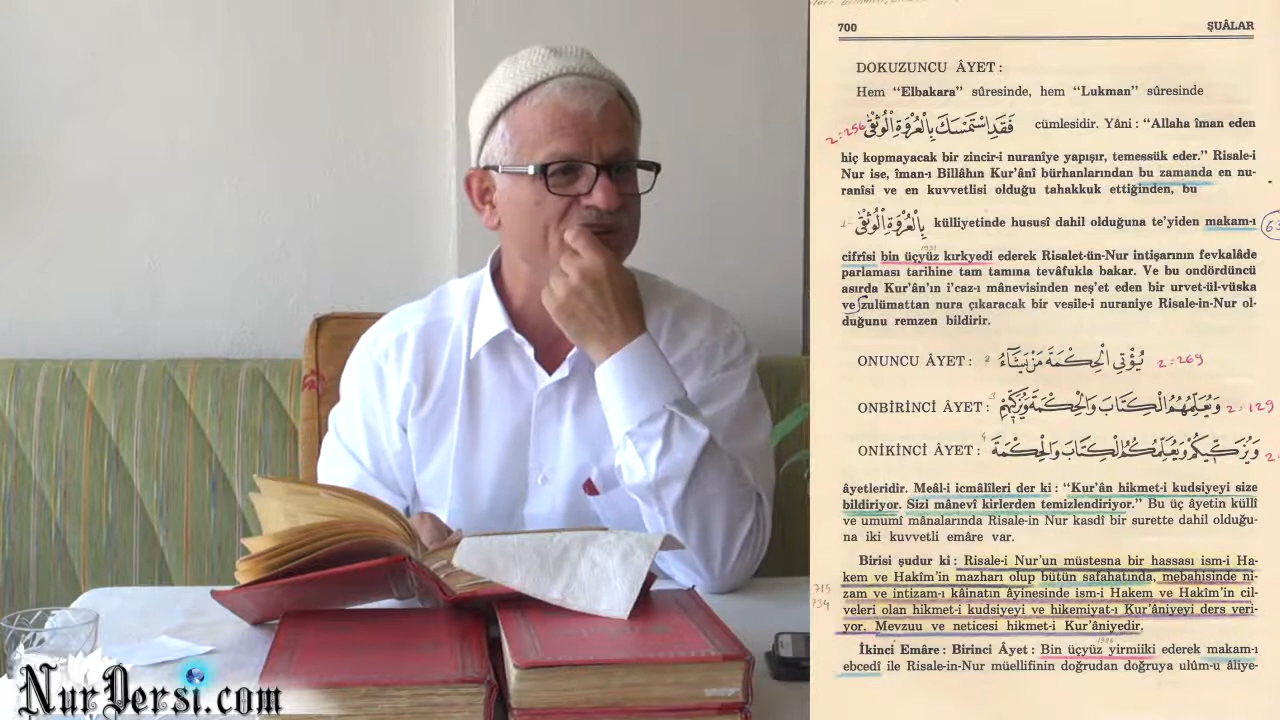 700 ŞUÂLAR
DOKUZUNCU ÂYET :
Hem “Elbakara” sûresinde, hem “Lukman” sûresinde
2:256 فَقَدِ اسْتَمْسَكَ بِالْعُرْوَةِ الْوُثْقٰى cümlesidir. Yâni : “Allaha îman eden
hiç kopmayacak bir zincir-i nuranîye yapışır, temessük eder.” Risale-i
Nur ise, îman-ı Billâhın Kur'ânî bürhanlarından bu zamanda en nu-
ranîsi ve en kuvvetlisi olduğu tahakkuk ettiğinden, bu
بِالْعُرْوَةِ الْوُثْقٰى külliyetinde hususî dahil olduğuna te'yiden makam-ı
cifrîsi bin üçyüz kırkyedi ederek Risalet-ün-Nur intişarının fevkalâde
parlaması tarihine tam tamına tevâfukla bakar. Ve bu ondördüncü
asırda Kur'ân'ın i'caz-ı mânevisinden neş'et eden bir urvet-ül-vüska
ve zulümattan nura çıkaracak bir vesile-i nuraniye Risale-in-Nur ol-
duğunu remzen bildirir.
ONUNCU ÂYET : يُؤْتِى الْحِكْمَةَ مَنْ يَشَٓاءُ 2:269
ONBİRİNCİ ÂYET : وَيُعَلِّمُهُمُ الْكِتَابَ وَالْحِكْمَةَ وَيُزَكِّيهِمْ 2:129
ONİKİNCİ ÂYET : وَيُزَكِّيكُمْ وَيُعَلِّمُكُمُ الْكِتَابَ وَالْحِكْمَةَ
âyetleridir. Meâl-i icmâlîleri der ki : “Kur'ân hikmet-i kudsiyeyi size
bildiriyor. Sizi mânevî kirlerden temizlendiriyor.” Bu üç âyetin küllî
ve umumî mânalarında Risale-in Nur kasdî bir surette dahil olduğu-
na iki kuvvetli emâre var.
Birisi şudur ki : Risale-i Nur'un müstesna bir hassası ism-i Ha-
kem ve Hakîm'in mazharı olup bütün safahatında, mebahisinde ni-
zam ve intizam-ı kâinatın âyinesinde ism-i Hakem ve Hakîm'in cil-
veleri olan hikmet-i kudsiyeyi ve hikemiyat-ı Kur'âniyeyi ders veri-
yor. Mevzuu ve neticesi hikmet-i Kur'âniyedir.
İkinci Emâre : Birinci Âyet : Bin üçyüz yirmiiki ederek makam-ı
ebcedî ile Risale-in-Nur müellifinin doğrudan doğruya ulûm-u âliye-
NurDersi.com